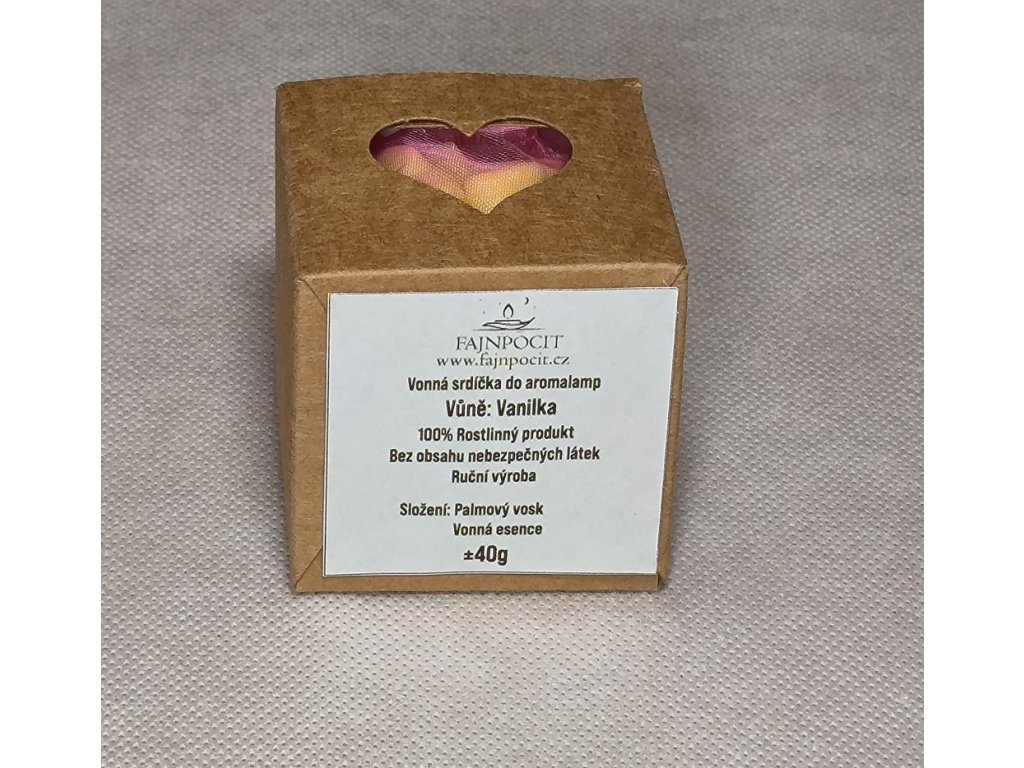 FAJNPOCIT
www.fajnpocit.cz
Vonná srdíčka do aromalamp
Vůně: Vanilka
100% Rostlinný produkt
Bez obsahu nebezpečných látek
Ruční výroba
Složení: Palmový vosk
Vonná esence
±40g